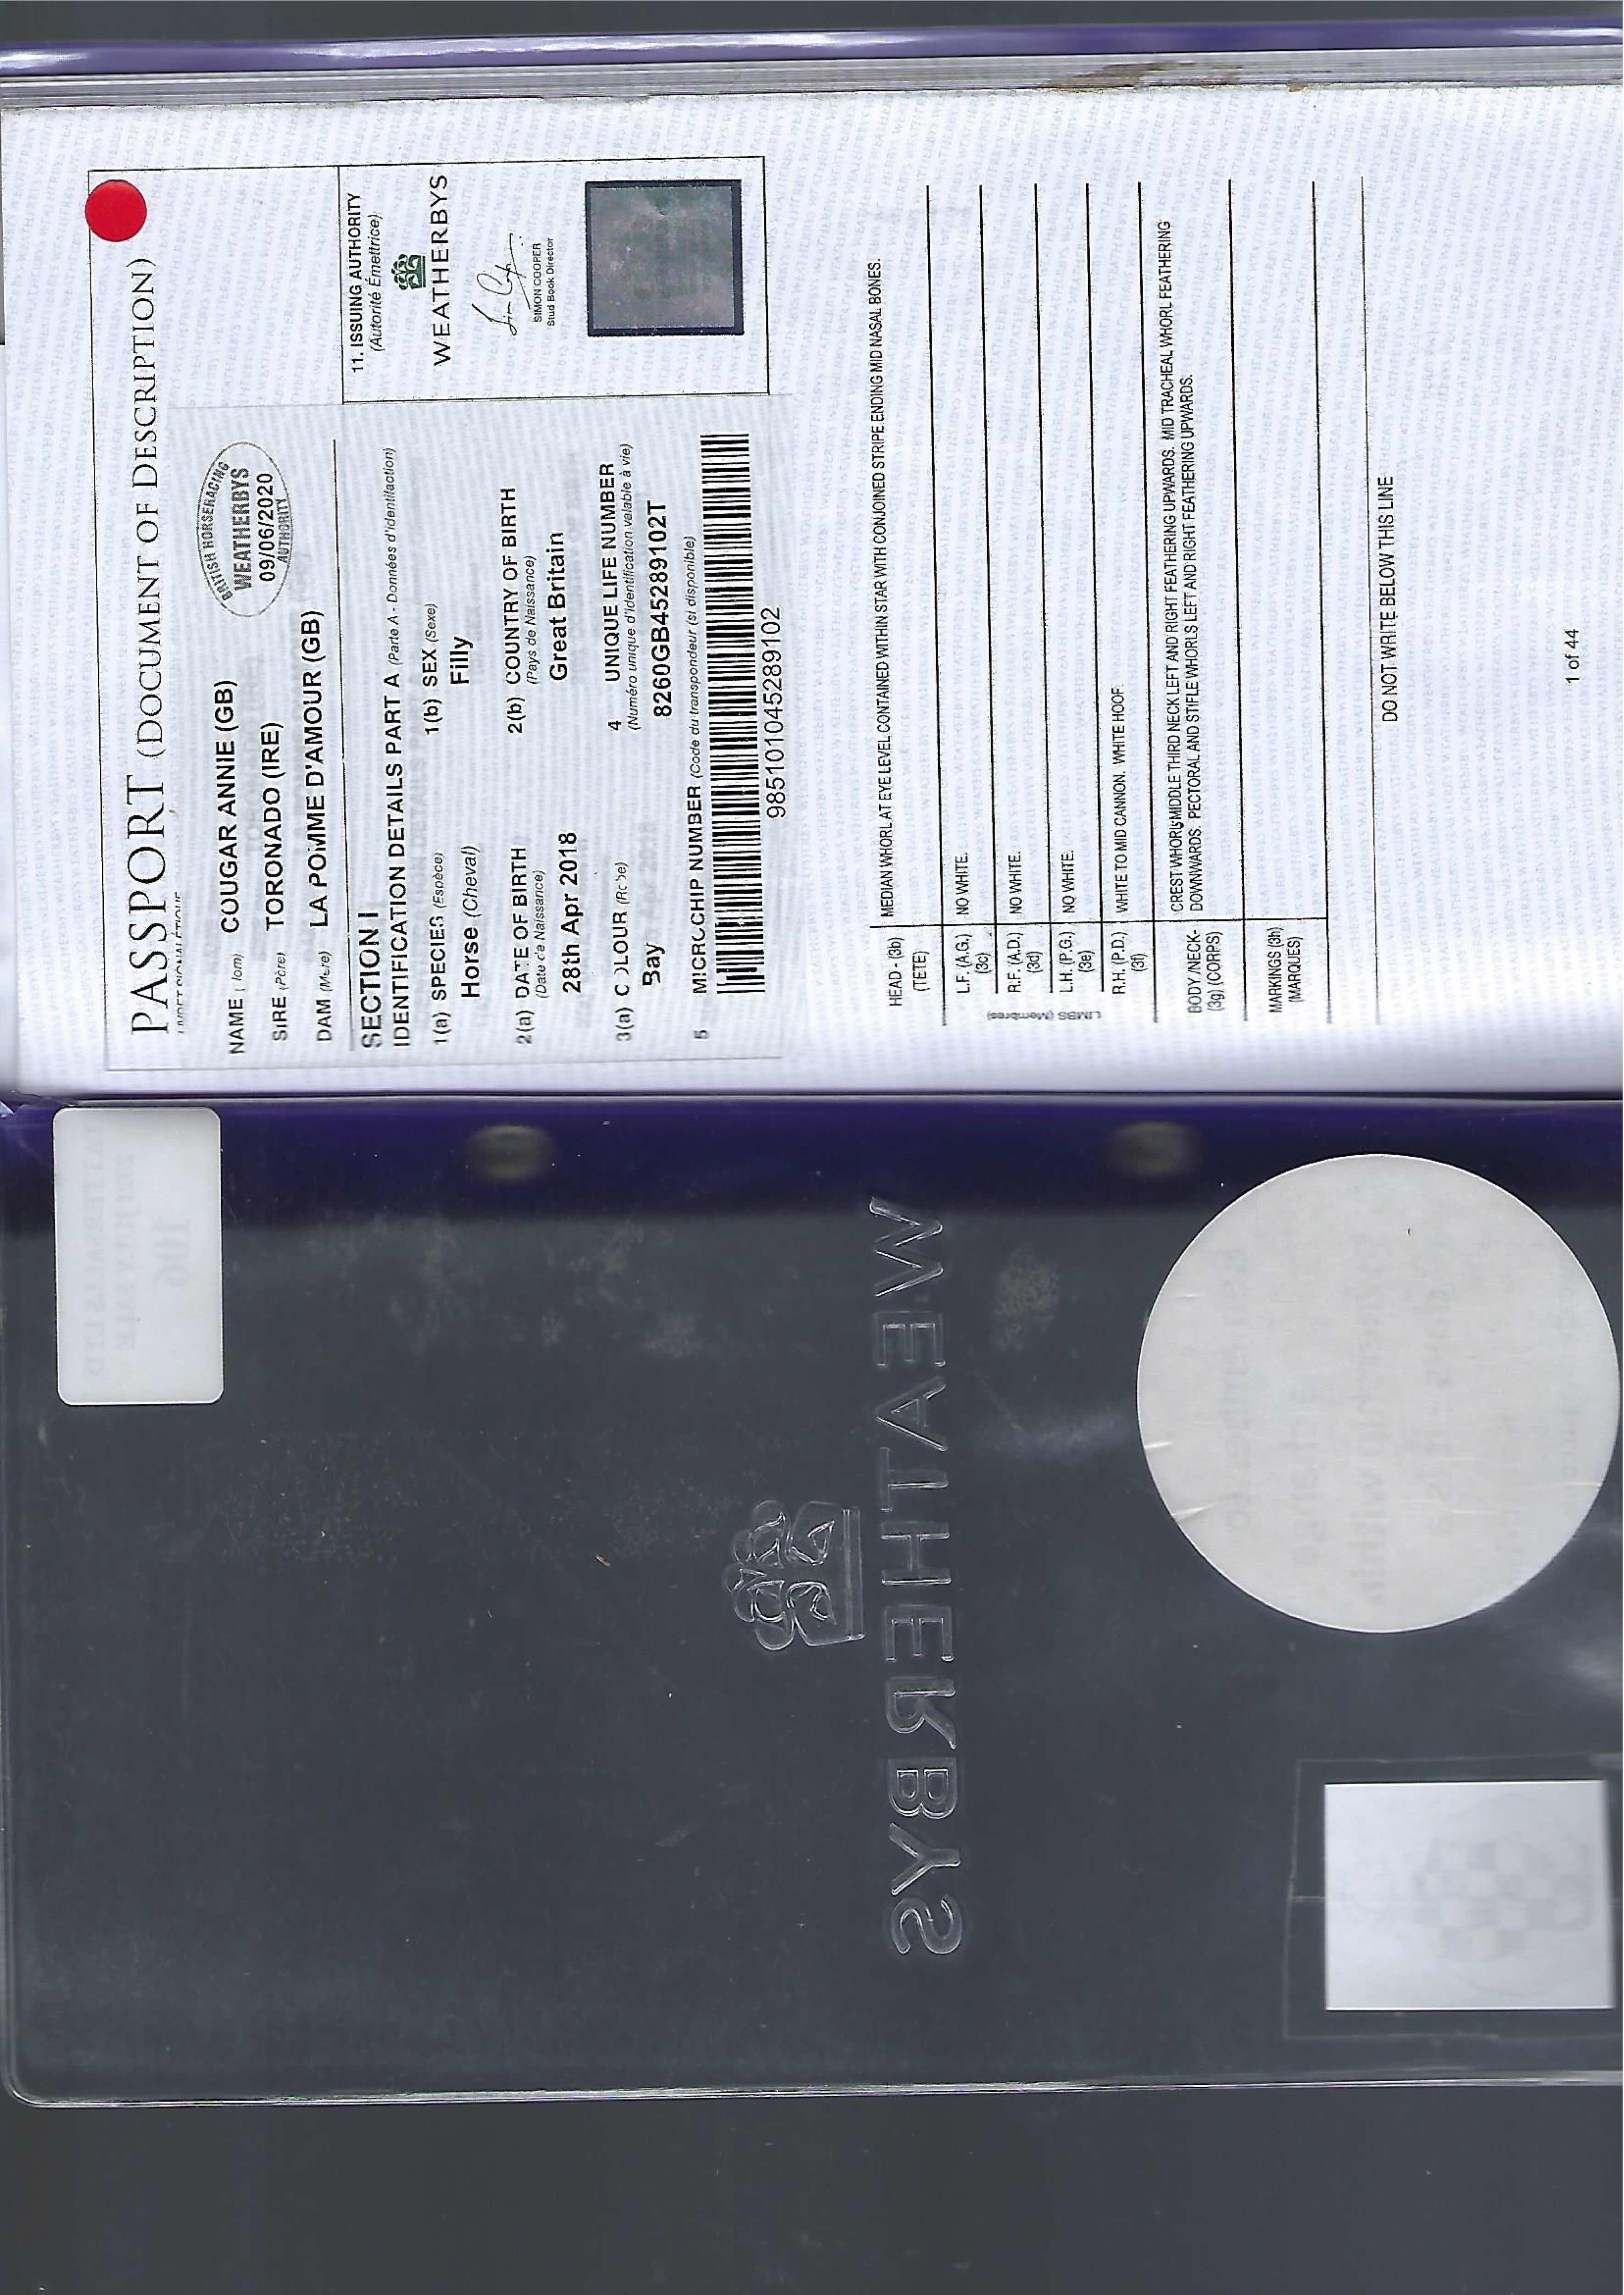 PASSPORT (DOCUMENT OF DESCRIPTION)
NAME COUGAR ANNIE (GB)
BRITISH HORSERACING
WEATHERBYS
09/06/2020
AUTHORITY
SIRE (Père) TORONADO (IRE)
DAM (Mère) LA POMME D'AMOUR (GB)
SECTION I
IDENTIFICATION DETAILS PART A (Partie A - Données d'identifaction)
1(a) SPECIES (Espèce)
Horse (Cheval)
1(b) SEX (Sexe)
Filly
2(a) DATE OF BIRTH
(Date de Naissance)
28th Apr 2018
2(b) COUNTRY OF BIRTH
(Pays de Naissance)
Great Britain
3(a) COLOUR (Robe)
Bay
4 UNIQUE LIFE NUMBER
(Numéro unique d'identification valable à vie)
8260GB45289102T
5 MICROCHIP NUMBER (Code du transpondeur (si disponible)
985101045289102
11. ISSUING AUTHORITY
(Autorité Émettrice)
WEATHERBYS
SIMON COOPER
Stud Book Director
HEAD - (3b)
(TETE)
MEDIAN WHORL AT EYE LEVEL CONTAINED WITHIN STAR WITH CONJOINED STRIPE ENDING MID NASAL BONES.
LIMBS (Membres)
L.F. (A.G.)
(3c)
NO WHITE.
R.F. (A.D.)
(3d)
NO WHITE.
L.H. (P.G.)
(3e)
NO WHITE.
R.H. (P.D.)
(3f)
WHITE TO MID CANNON. WHITE HOOF.
BODY /NECK-
(3g) (CORPS)
CREST WHORLS MIDDLE THIRD NECK LEFT AND RIGHT FEATHERING UPWARDS. MID TRACHEAL WHORL FEATHERING
DOWNWARDS. PECTORAL AND STIFLE WHORLS LEFT AND RIGHT FEATHERING UPWARDS.
MARKINGS (3h)
(MARQUES)
DO NOT WRITE BELOW THIS LINE
1 of 44
WEATHERBYS
TATTERSALLS LTD
JULY SALE
106